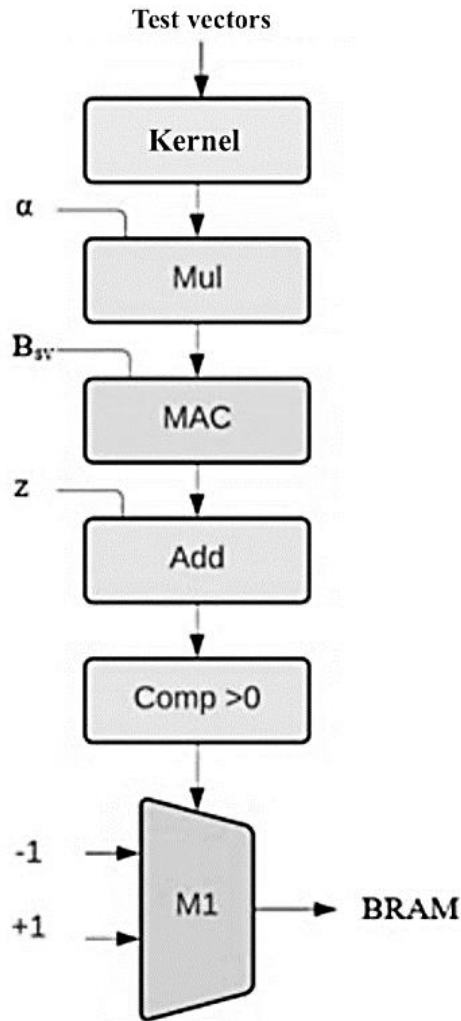 Test vectors
Kernel
α
Mul
Bsv
MAC
z
Add
Comp >0
-1
M1
+1
BRAM